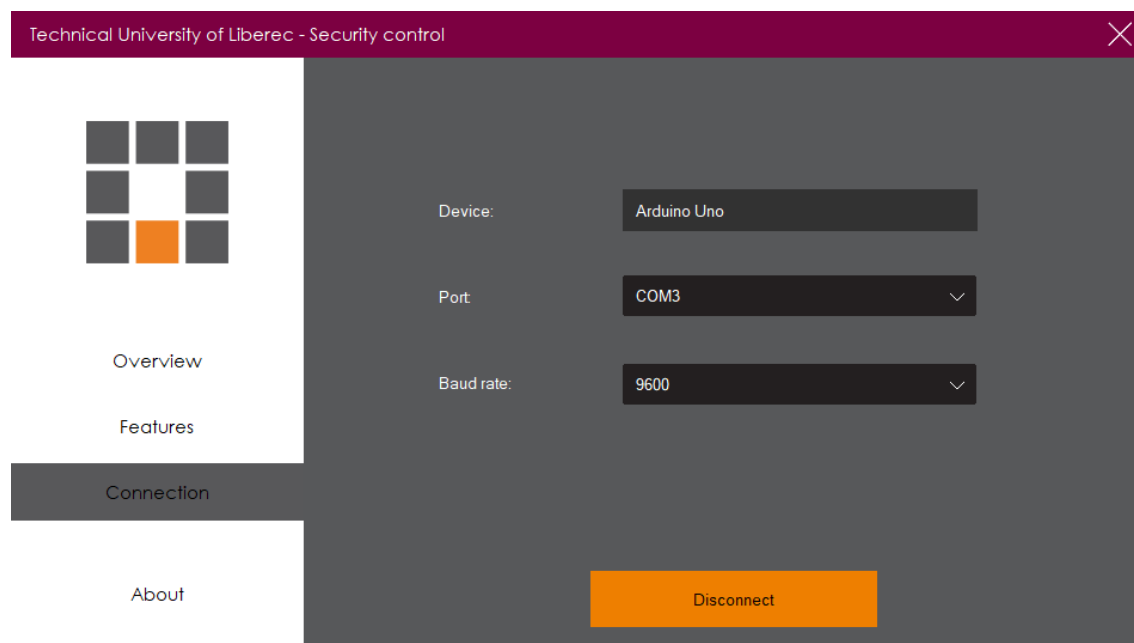 Technical University of Liberec - Security control
Overview
Features
Connection
About
Device:
Arduino Uno
Port:
COM3
Baud rate:
9600
Disconnect